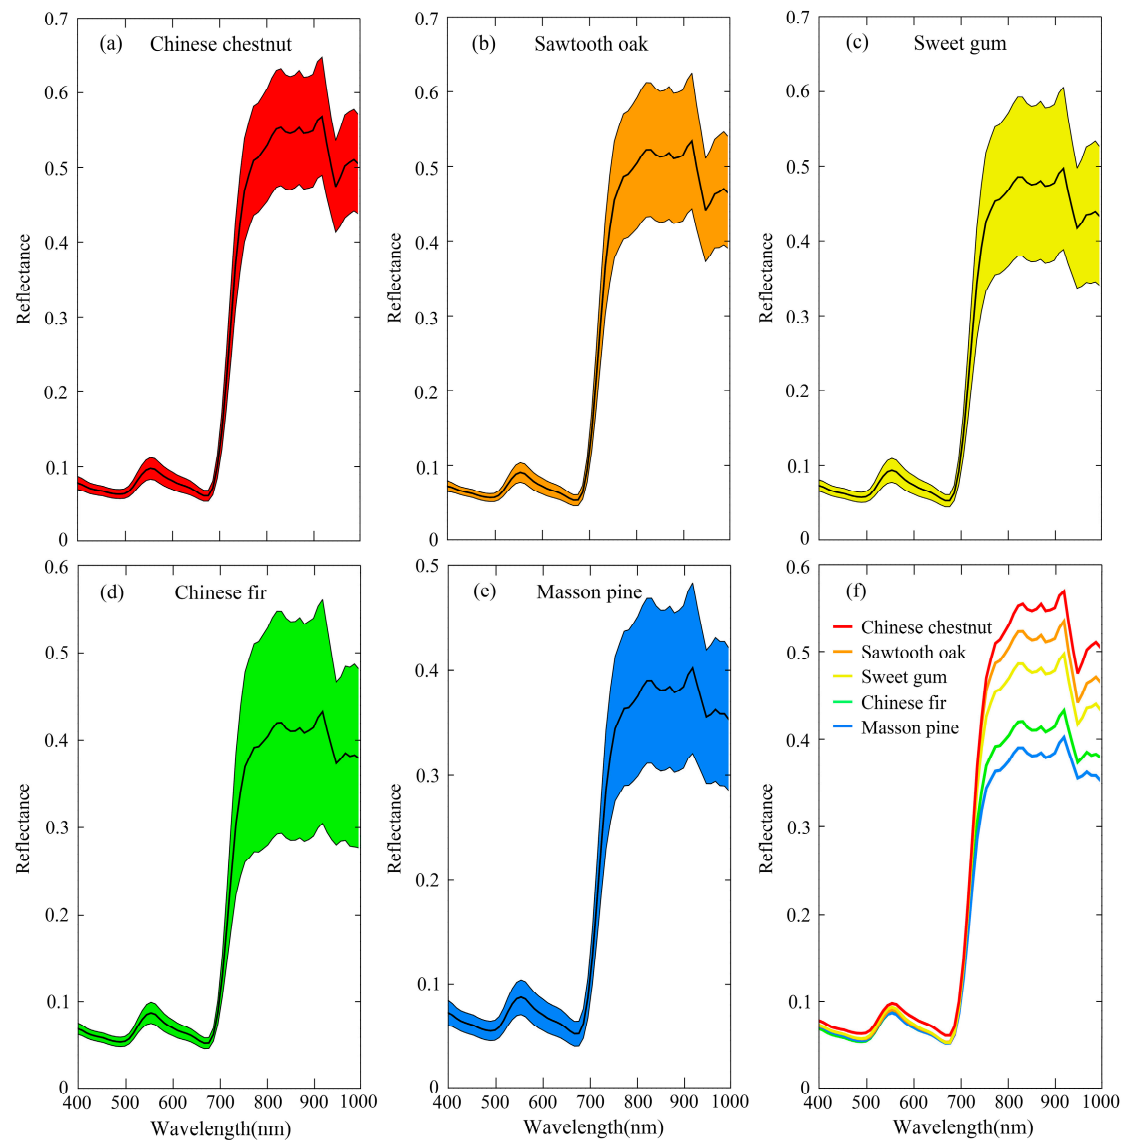 (a) Chinese chestnut
0.7
0.6
0.5
0.4
0.3
0.2
0.1
0
Reflectance
(b) Sawtooth oak
0.7
0.6
0.5
0.4
0.3
0.2
0.1
0
Reflectance
(c) Sweet gum
0.7
0.6
0.5
0.4
0.3
0.2
0.1
0
Reflectance
(d) Chinese fir
0.6
0.5
0.4
0.3
0.2
0.1
0
Reflectance
400 500 600 700 800 900 1000
Wavelength(nm)
(e) Masson pine
0.5
0.4
0.3
0.2
0.1
0.0
Reflectance
400 500 600 700 800 900 1000
Wavelength(nm)
(f)
Chinese chestnut
Sawtooth oak
Sweet gum
Chinese fir
Masson pine
0.6
0.5
0.4
0.3
0.2
0.1
0
Reflectance
400 500 600 700 800 900 1000
Wavelength(nm)